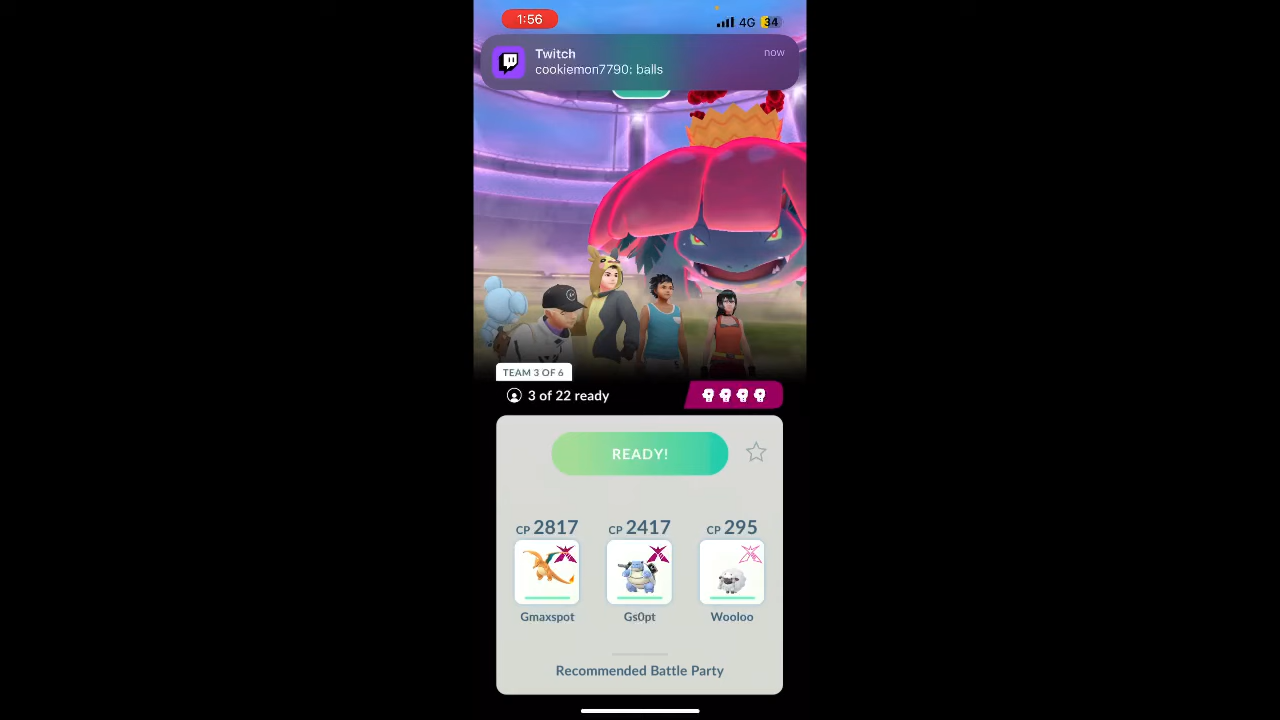 1:56
4G 34
Twitch
now
cookiemon7790: balls
TEAM 3 OF 6
3 of 22 ready
READY!
CP 2817
CP 2417
CP 295
Gmaxspot
Gs0pt
Wooloo
Recommended Battle Party